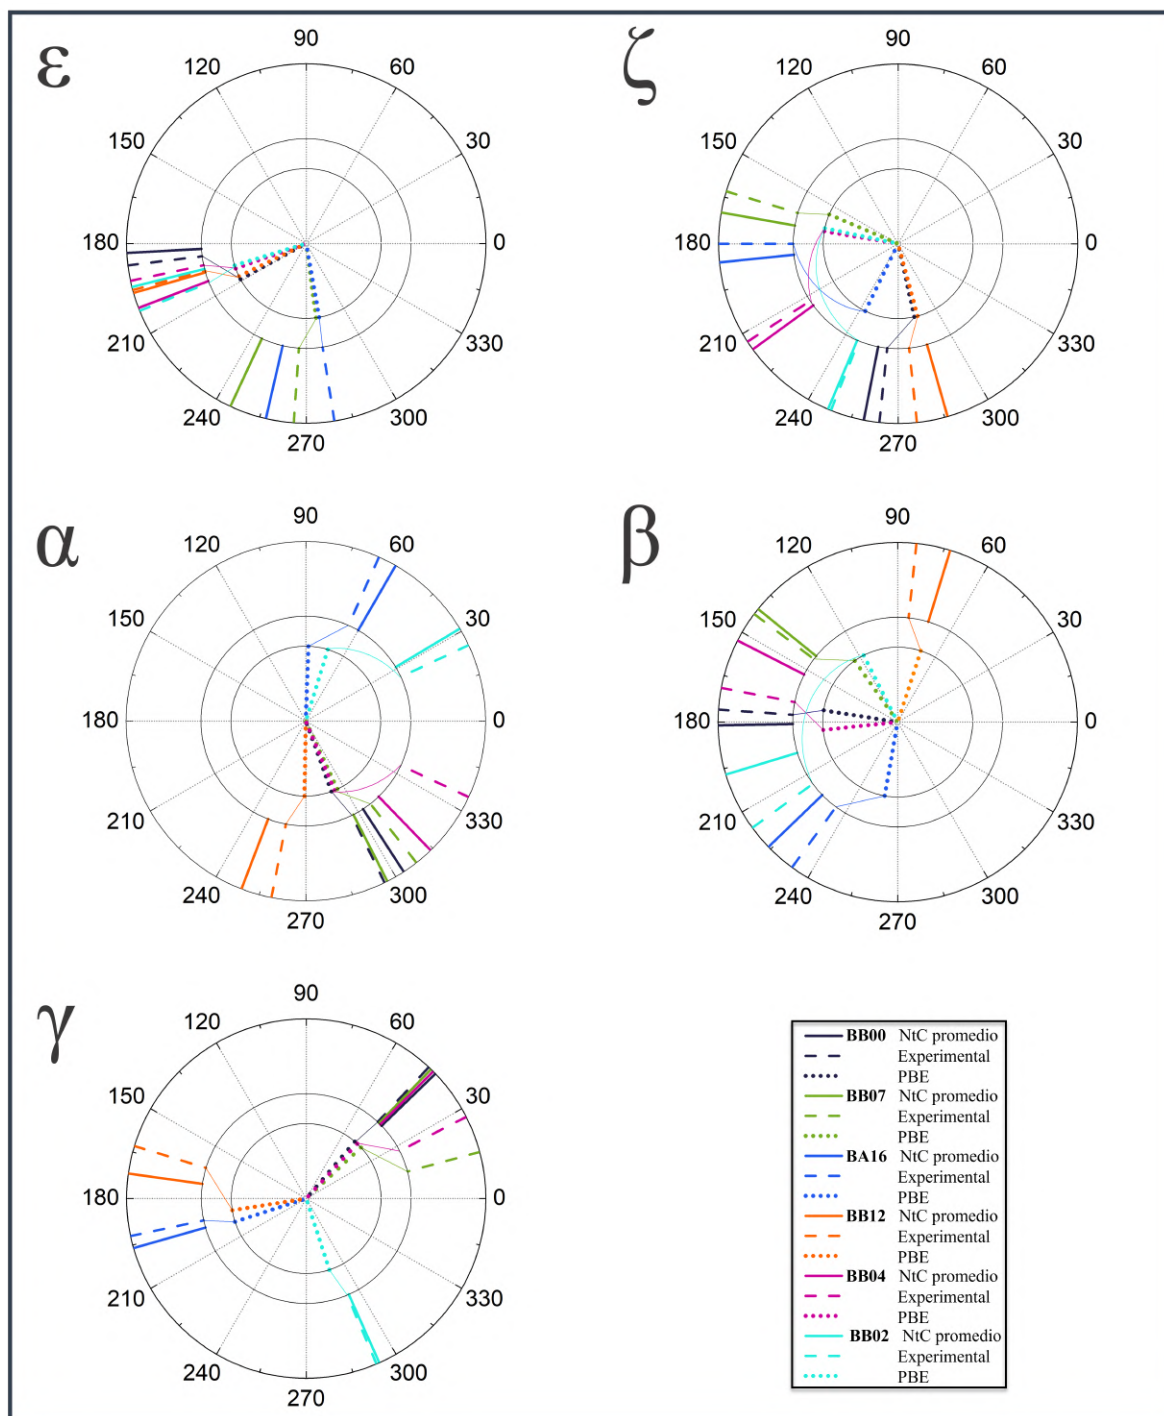 ε
90
120
60
150
30
180
0
210
330
240
300
270
ζ
90
120
60
150
30
180
0
210
330
240
300
270
α
90
120
60
150
30
180
0
210
330
240
300
270
β
90
120
60
150
30
180
0
210
330
240
300
270
γ
90
120
60
150
30
180
0
210
330
240
300
270
BB00 NtC promedio
Experimental
PBE
BB07 NtC promedio
Experimental
PBE
BA16 NtC promedio
Experimental
PBE
BB12 NtC promedio
Experimental
PBE
BB04 NtC promedio
Experimental
PBE
BB02 NtC promedio
Experimental
PBE